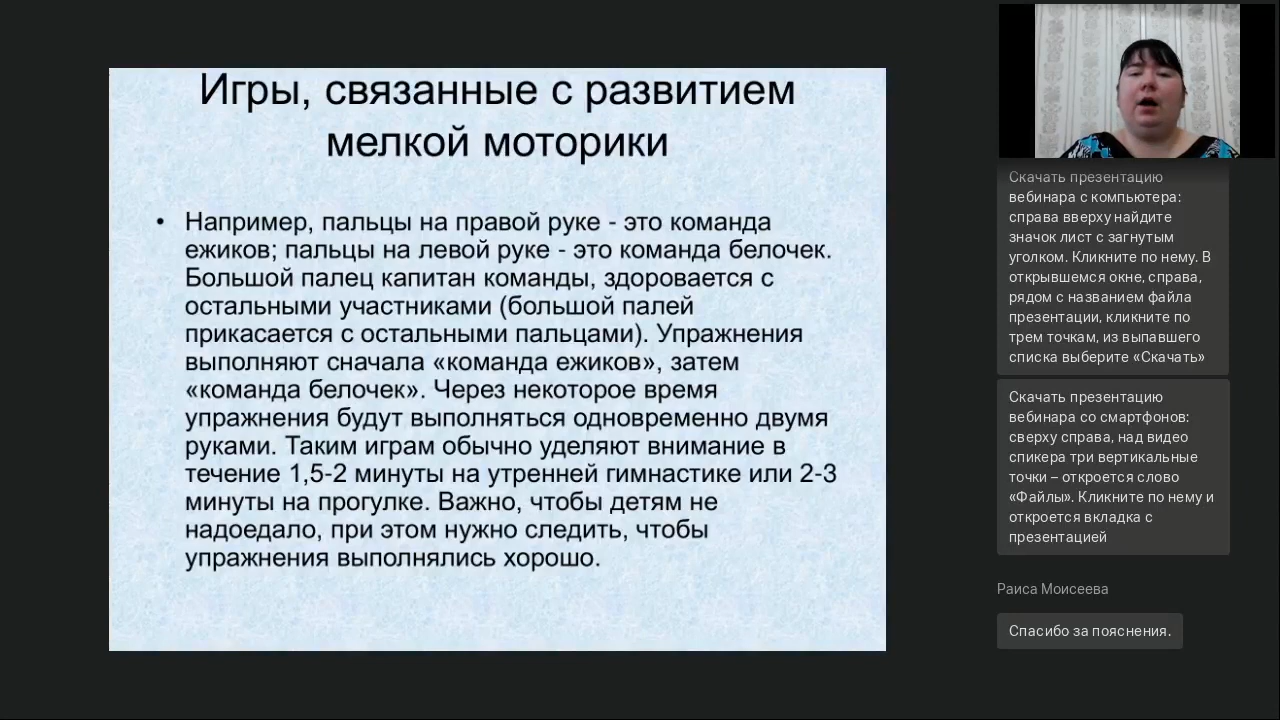 Игры, связанные с развитием
мелкой моторики
• Например, пальцы на правой руке - это команда
ежиков; пальцы на левой руке - это команда белочек.
Большой палец капитан команды, здоровается с
остальными участниками (большой палей
прикасается с остальными пальцами). Упражнения
выполняют сначала «команда ежиков», затем
«команда белочек». Через некоторое время
упражнения будут выполняться одновременно двумя
руками. Таким играм обычно уделяют внимание в
течение 1,5-2 минуты на утренней гимнастике или 2-3
минуты на прогулке. Важно, чтобы детям не
надоедало, при этом нужно следить, чтобы
упражнения выполнялись хорошо.
Скачать презентацию
вебинара с компьютера:
справа вверху найдите
значок лист с загнутым
уголком. Кликните по нему. В
открывшемся окне, справа,
рядом с названием файла
презентации, кликните по
трем точкам, из выпавшего
списка выберите «Скачать»
Скачать презентацию
вебинара со смартфонов:
сверху справа, над видео
спикера три вертикальные
точки – откроется слово
«Файлы». Кликните по нему и
откроется вкладка с
презентацией
Раиса Моисеева
Спасибо за пояснения.